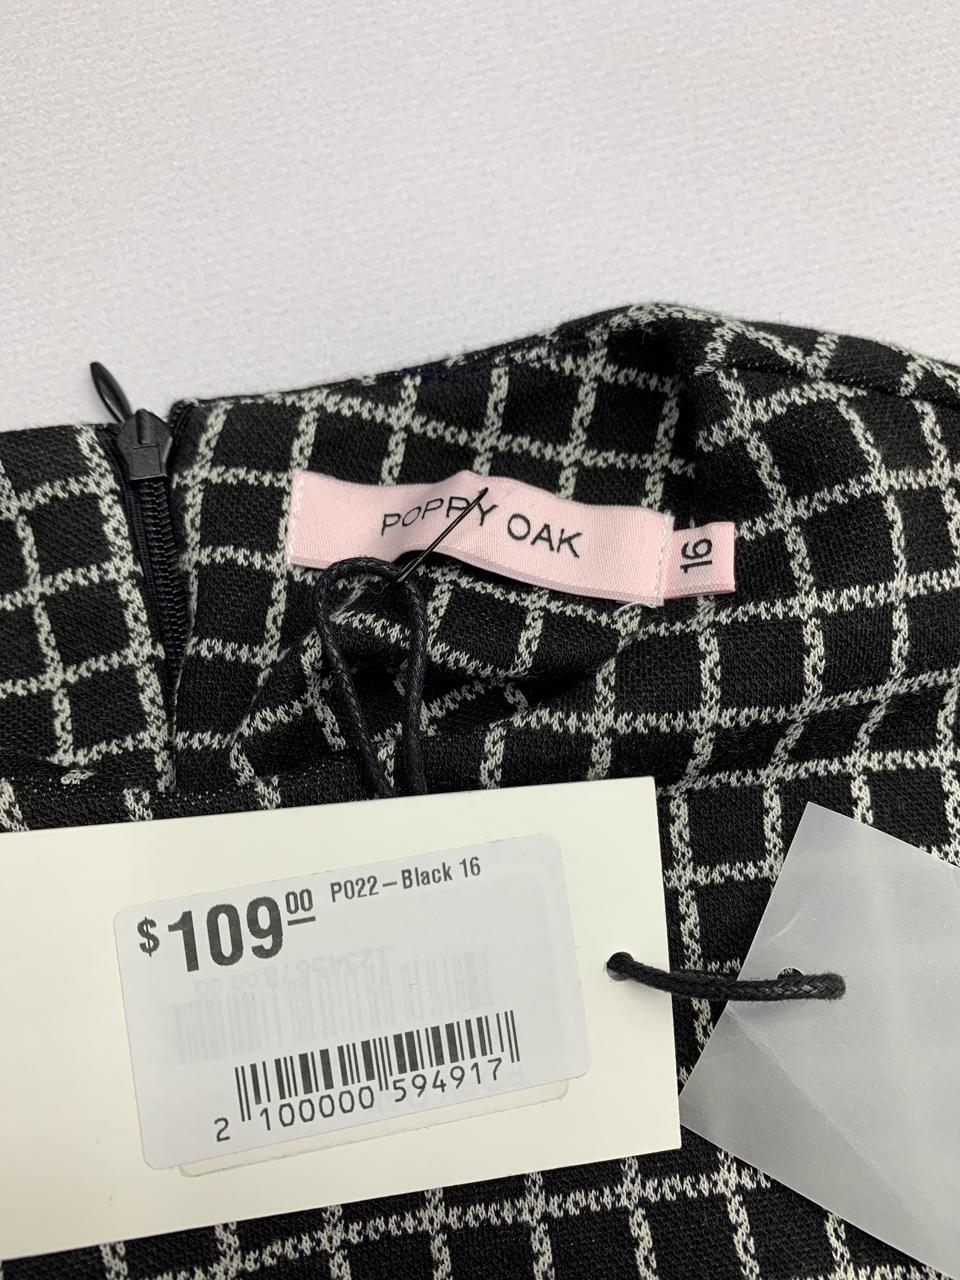 POPPY OAK
16
$109.00 P022-Black 16
2 100000 594917